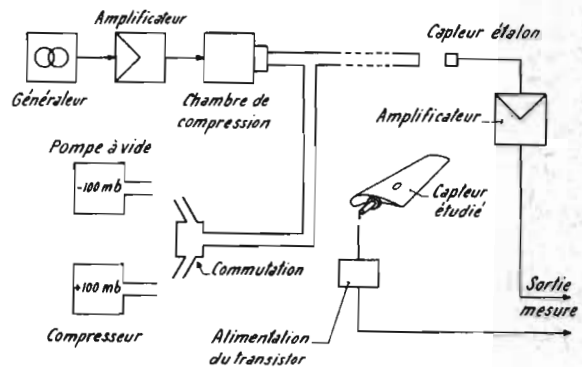 Amplificateur
Capteur étalon
Générateur
Chambre de
compression
Amplificateur
Pompe à vide
-100 mb
Capteur
étudié
Commutation
+100 mb
Compresseur
Alimentation
du transistor
Sortie
mesure